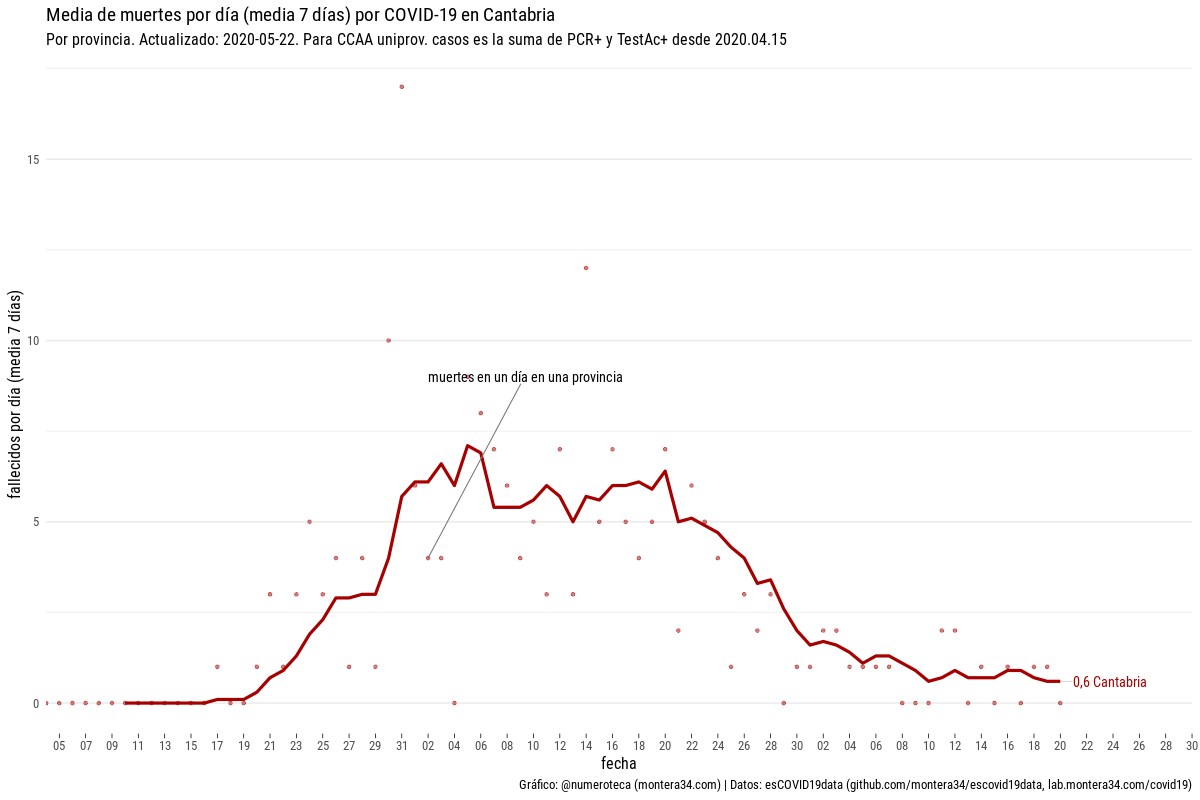 Media de muertes por día (media 7 días) por COVID-19 en Cantabria
Por provincia. Actualizado: 2020-05-22. Para CCAA uniprov. casos es la suma de PCR+ y TestAc+ desde 2020.04.15
fallecidos por día (media 7 días)
15
10
5
0
muertes en un día en una provincia
0,6 Cantabria
05 07 09 11 13 15 17 19 21 23 25 27 29 31 02 04 06 08 10 12 14 16 18 20 22 24 26 28 30 02 04 06 08 10 12 14 16 18 20 22 24 26 28 30
fecha
Gráfico: @numeroteca (montera34.com) | Datos: esCOVID19data (github.com/montera34/escovid19data, lab.montera34.com/covid19)